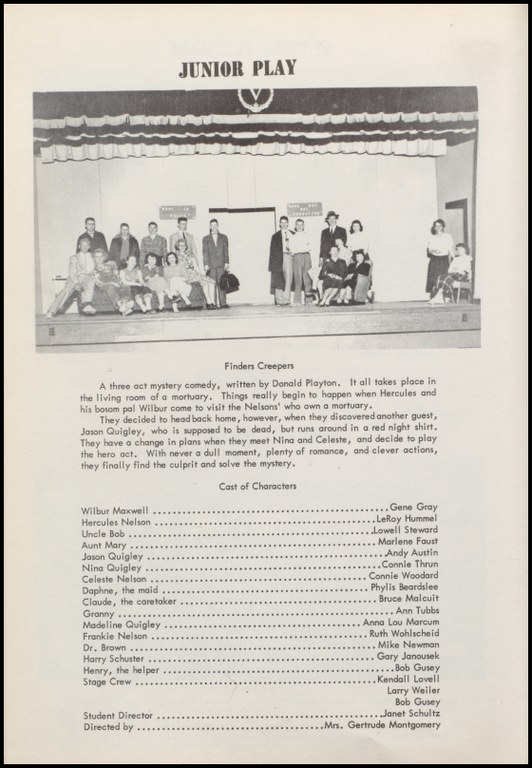 JUNIOR PLAY
Finders Creepers
A three act mystery comedy, written by Donald Playton. It all takes place in
the living room of a mortuary. Things really begin to happen when Hercules and
his bosom pal Wilbur come to visit the Nelsons' who own a mortuary.
They decided to head back home, however, when they discovered another guest,
Jason Quigley, who is supposed to be dead, but runs around in a red night shirt.
They have a change in plans when they meet Nina and Celeste, and decide to play
the hero act. With never a dull moment, plenty of romance, and clever actions,
they finally find the culprit and solve the mystery.
Cast of Characters
Wilbur Maxwell ........ Gene Gray
Hercules Nelson ........ LeRoy Hummel
Uncle Bob ........ Lowell Steward
Aunt Mary ........ Marlene Faust
Jason Quigley ........ Andy Austin
Nina Quigley ........ Connie Thrun
Celeste Nelson ........ Connie Woodard
Daphne, the maid ........ Phylis Beardslee
Claude, the caretaker ........ Bruce Malcuit
Granny ........ Ann Tubbs
Madeline Quigley ........ Anna Lou Marcum
Frankie Nelson ........ Ruth Wohlscheid
Dr. Brown ........ Mike Newman
Harry Schuster ........ Gary Janousek
Henry, the helper ........ Bob Gusey
Stage Crew ........ Kendall Lovell
Larry Weiler
Bob Gusey
Student Director ........ Janet Schultz
Directed by ........ Mrs. Gertrude Montgomery